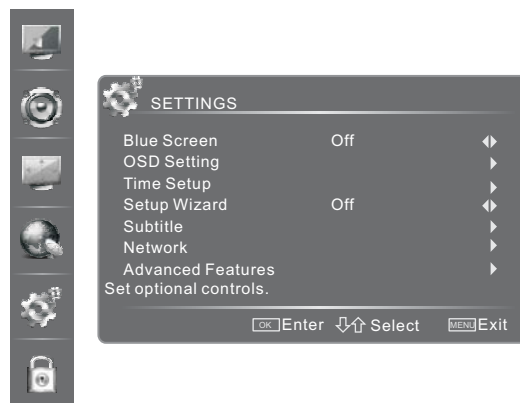 SETTINGS
Blue Screen Off
OSD Setting
Time Setup
Setup Wizard Off
Subtitle
Network
Advanced Features
Set optional controls.
OK Enter Select MENU Exit